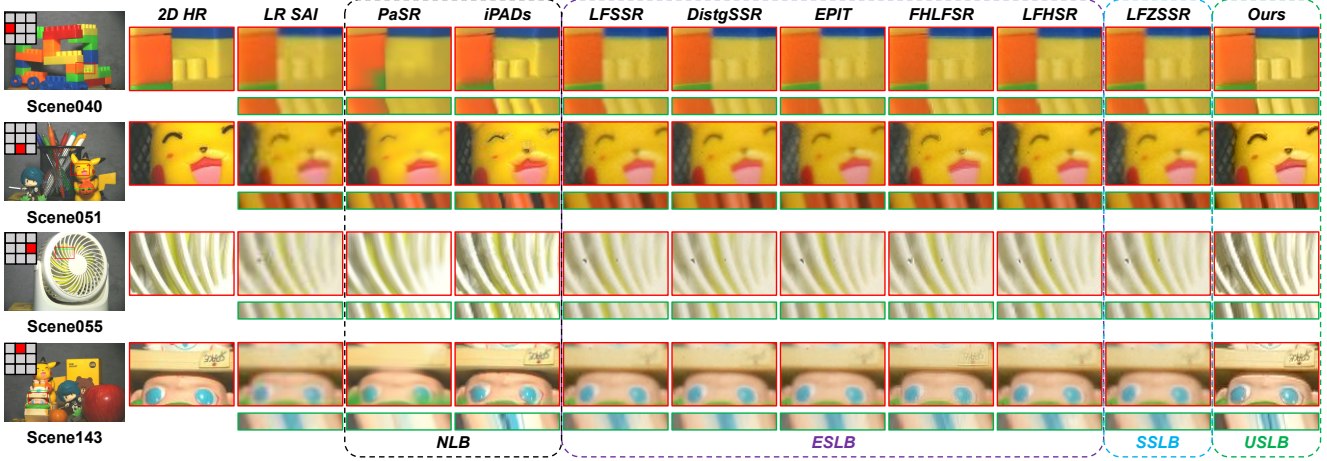 2D HR LR SAI PaSR iPADs LFSSR DistgSSR EPIT FHLFSR LFHSR LFZSSR Ours
Scene040
Scene051
Scene055
Scene143
NLB ESLB SSLB USLB